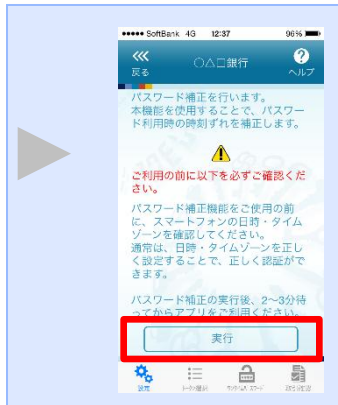 ●●●●● SoftBank 4G 12:37 96%
戻る
○△□銀行
?
ヘルプ
パスワード補正を行います。
本機能を使用することで、パスワー
ド利用時の時刻ずれを補正します。
ご利用の前に以下を必ずご確認くだ
さい。
パスワード補正機能をご使用の前
に、スマートフォンの日時・タイム
ゾーンを確認してください。
通常は、日時・タイムゾーンを正し
く設定することで、正しく認証がで
きます。
パスワード補正の実行後、2~3分待
ってからアプリをご利用ください。
実行
設定